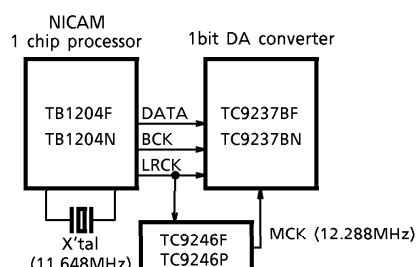 NICAM
1 chip processor
1bit DA converter
TB1204F
TB1204N
DATA
BCK
LRCK
TC9237BF
TC9237BN
X'tal
(11.648MHz)
TC9246F
TC9246P
MCK (12.288MHz)